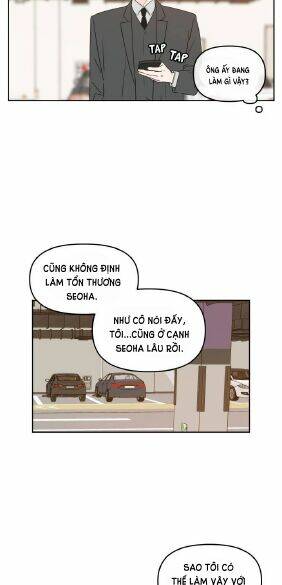 TAP
TAP
TAP
ÔNG ẤY ĐANG
LÀM GÌ VẬY?
CŨNG KHÔNG ĐỊNH
LÀM TỔN THƯƠNG
SEOHA.
NHƯ CÔ NÓI ĐẤY,
TÔI...CŨNG Ở CẠNH
SEOHA LÂU RỒI.
SAO TÔI CÓ
THỂ LÀM VẬY VỚI